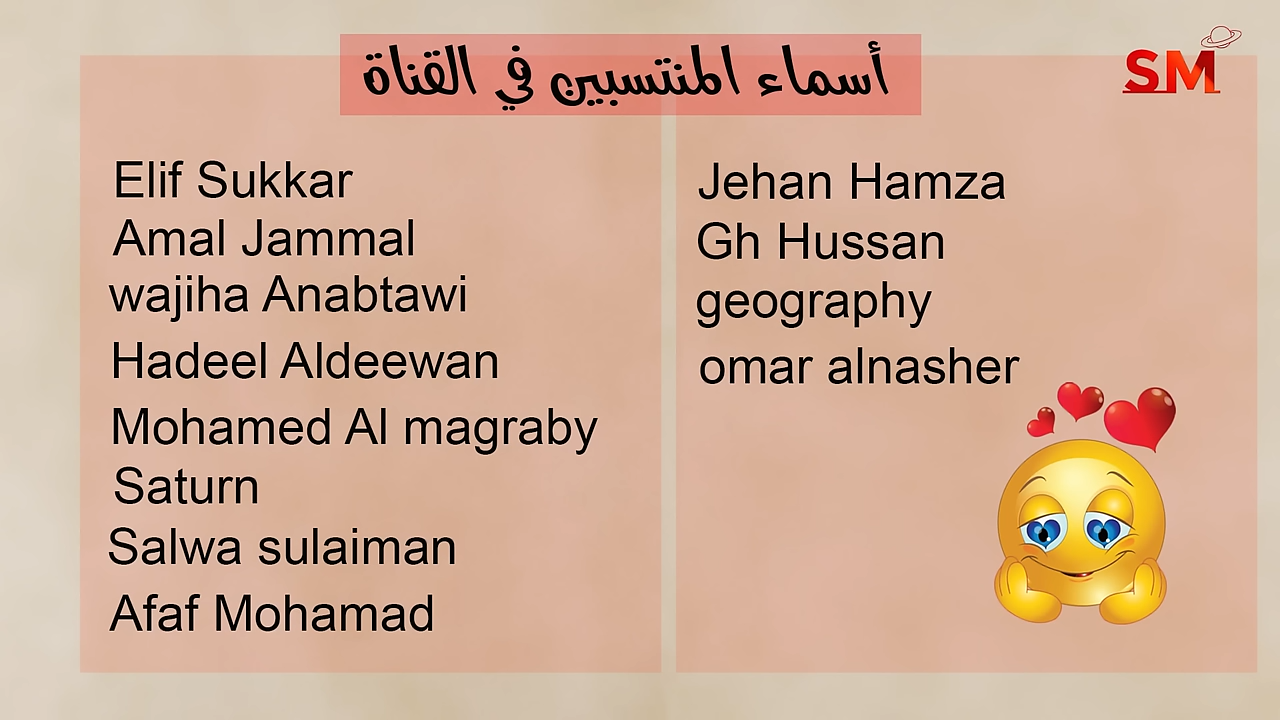 أسماء المنتسبين في القناة
SM
Elif Sukkar
Amal Jammal
wajiha Anabtawi
Hadeel Aldeewan
Mohamed Al magraby
Saturn
Salwa sulaiman
Afaf Mohamad
Jehan Hamza
Gh Hussan
geography
omar alnasher